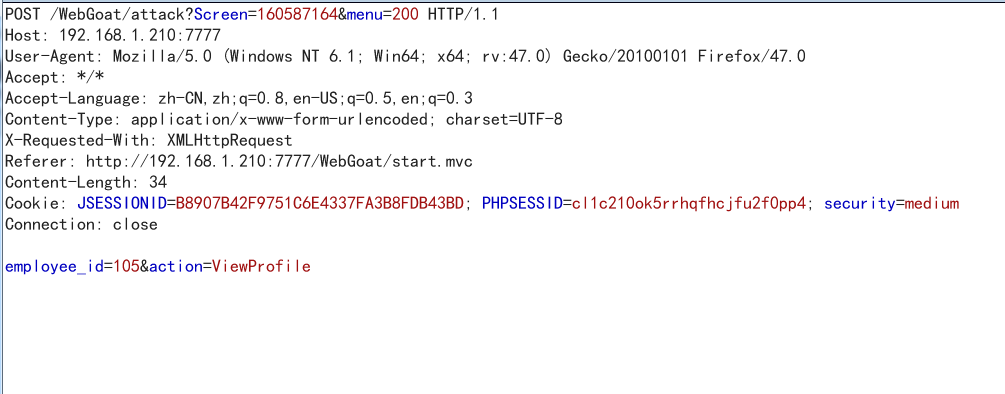 POST /WebGoat/attack?Screen=160587164&menu=200 HTTP/1.1
Host: 192.168.1.210:7777
User-Agent: Mozilla/5.0 (Windows NT 6.1; Win64; x64; rv:47.0) Gecko/20100101 Firefox/47.0
Accept: */*
Accept-Language: zh-CN,zh;q=0.8,en-US;q=0.5,en;q=0.3
Content-Type: application/x-www-form-urlencoded; charset=UTF-8
X-Requested-With: XMLHttpRequest
Referer: http://192.168.1.210:7777/WebGoat/start.mvc
Content-Length: 34
Cookie: JSESSIONID=B8907B42F9751C6E4337FA3B8FDB43BD; PHPSESSID=cl1c210ok5rrhqfhcjfu2f0pp4; security=medium
Connection: close
employee_id=105&action=ViewProfile